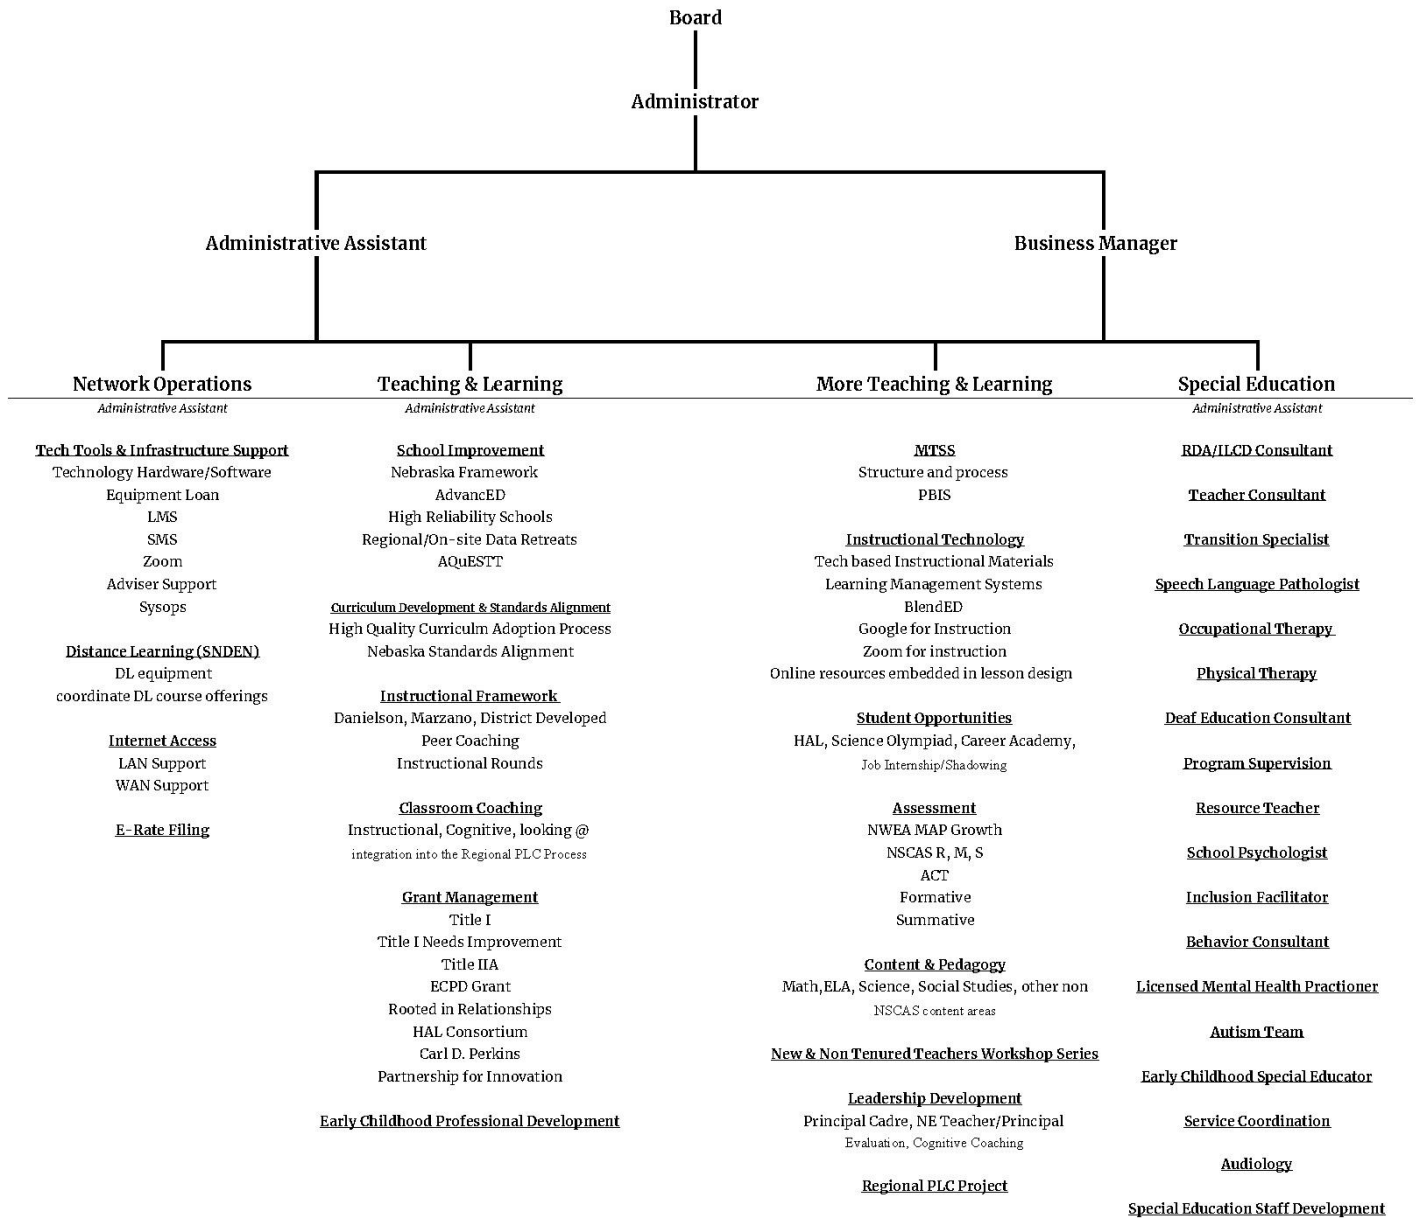 Board
Administrator
Administrative Assistant
Business Manager
Network Operations
Administrative Assistant
Tech Tools & Infrastructure Support
Technology Hardware/Software
Equipment Loan
LMS
SMS
Zoom
Adviser Support
Sysops
Distance Learning (SNDEN)
DL equipment
coordinate DL course offerings
Internet Access
LAN Support
WAN Support
E-Rate Filing
Teaching & Learning
Administrative Assistant
School Improvement
Nebraska Framework
AdvancED
High Reliability Schools
Regional/On-site Data Retreats
AQuESTT
Curriculum Development & Standards Alignment
High Quality Curriculm Adoption Process
Nebaska Standards Alignment
Instructional Framework
Danielson, Marzano, District Developed
Peer Coaching
Instructional Rounds
Classroom Coaching
Instructional, Cognitive, looking @
integration into the Regional PLC Process
Grant Management
Title I
Title I Needs Improvement
Title IIA
ECPD Grant
Rooted in Relationships
HAL Consortium
Carl D. Perkins
Partnership for Innovation
Early Childhood Professional Development
More Teaching & Learning
MTSS
Structure and process
PBIS
Instructional Technology
Tech based Instructional Materials
Learning Management Systems
BlendED
Google for Instruction
Zoom for instruction
Online resources embedded in lesson design
Student Opportunities
HAL, Science Olympiad, Career Academy,
Job Internship/Shadowing
Assessment
NWEA MAP Growth
NSCAS R, M, S
ACT
Formative
Summative
Content & Pedagogy
Math,ELA, Science, Social Studies, other non
NSCAS content areas
New & Non Tenured Teachers Workshop Series
Leadership Development
Principal Cadre, NE Teacher/Principal
Evaluation, Cognitive Coaching
Regional PLC Project
Special Education
Administrative Assistant
RDA/ILCD Consultant
Teacher Consultant
Transition Specialist
Speech Language Pathologist
Occupational Therapy
Physical Therapy
Deaf Education Consultant
Program Supervision
Resource Teacher
School Psychologist
Inclusion Facilitator
Behavior Consultant
Licensed Mental Health Practioner
Autism Team
Early Childhood Special Educator
Service Coordination
Audiology
Special Education Staff Development